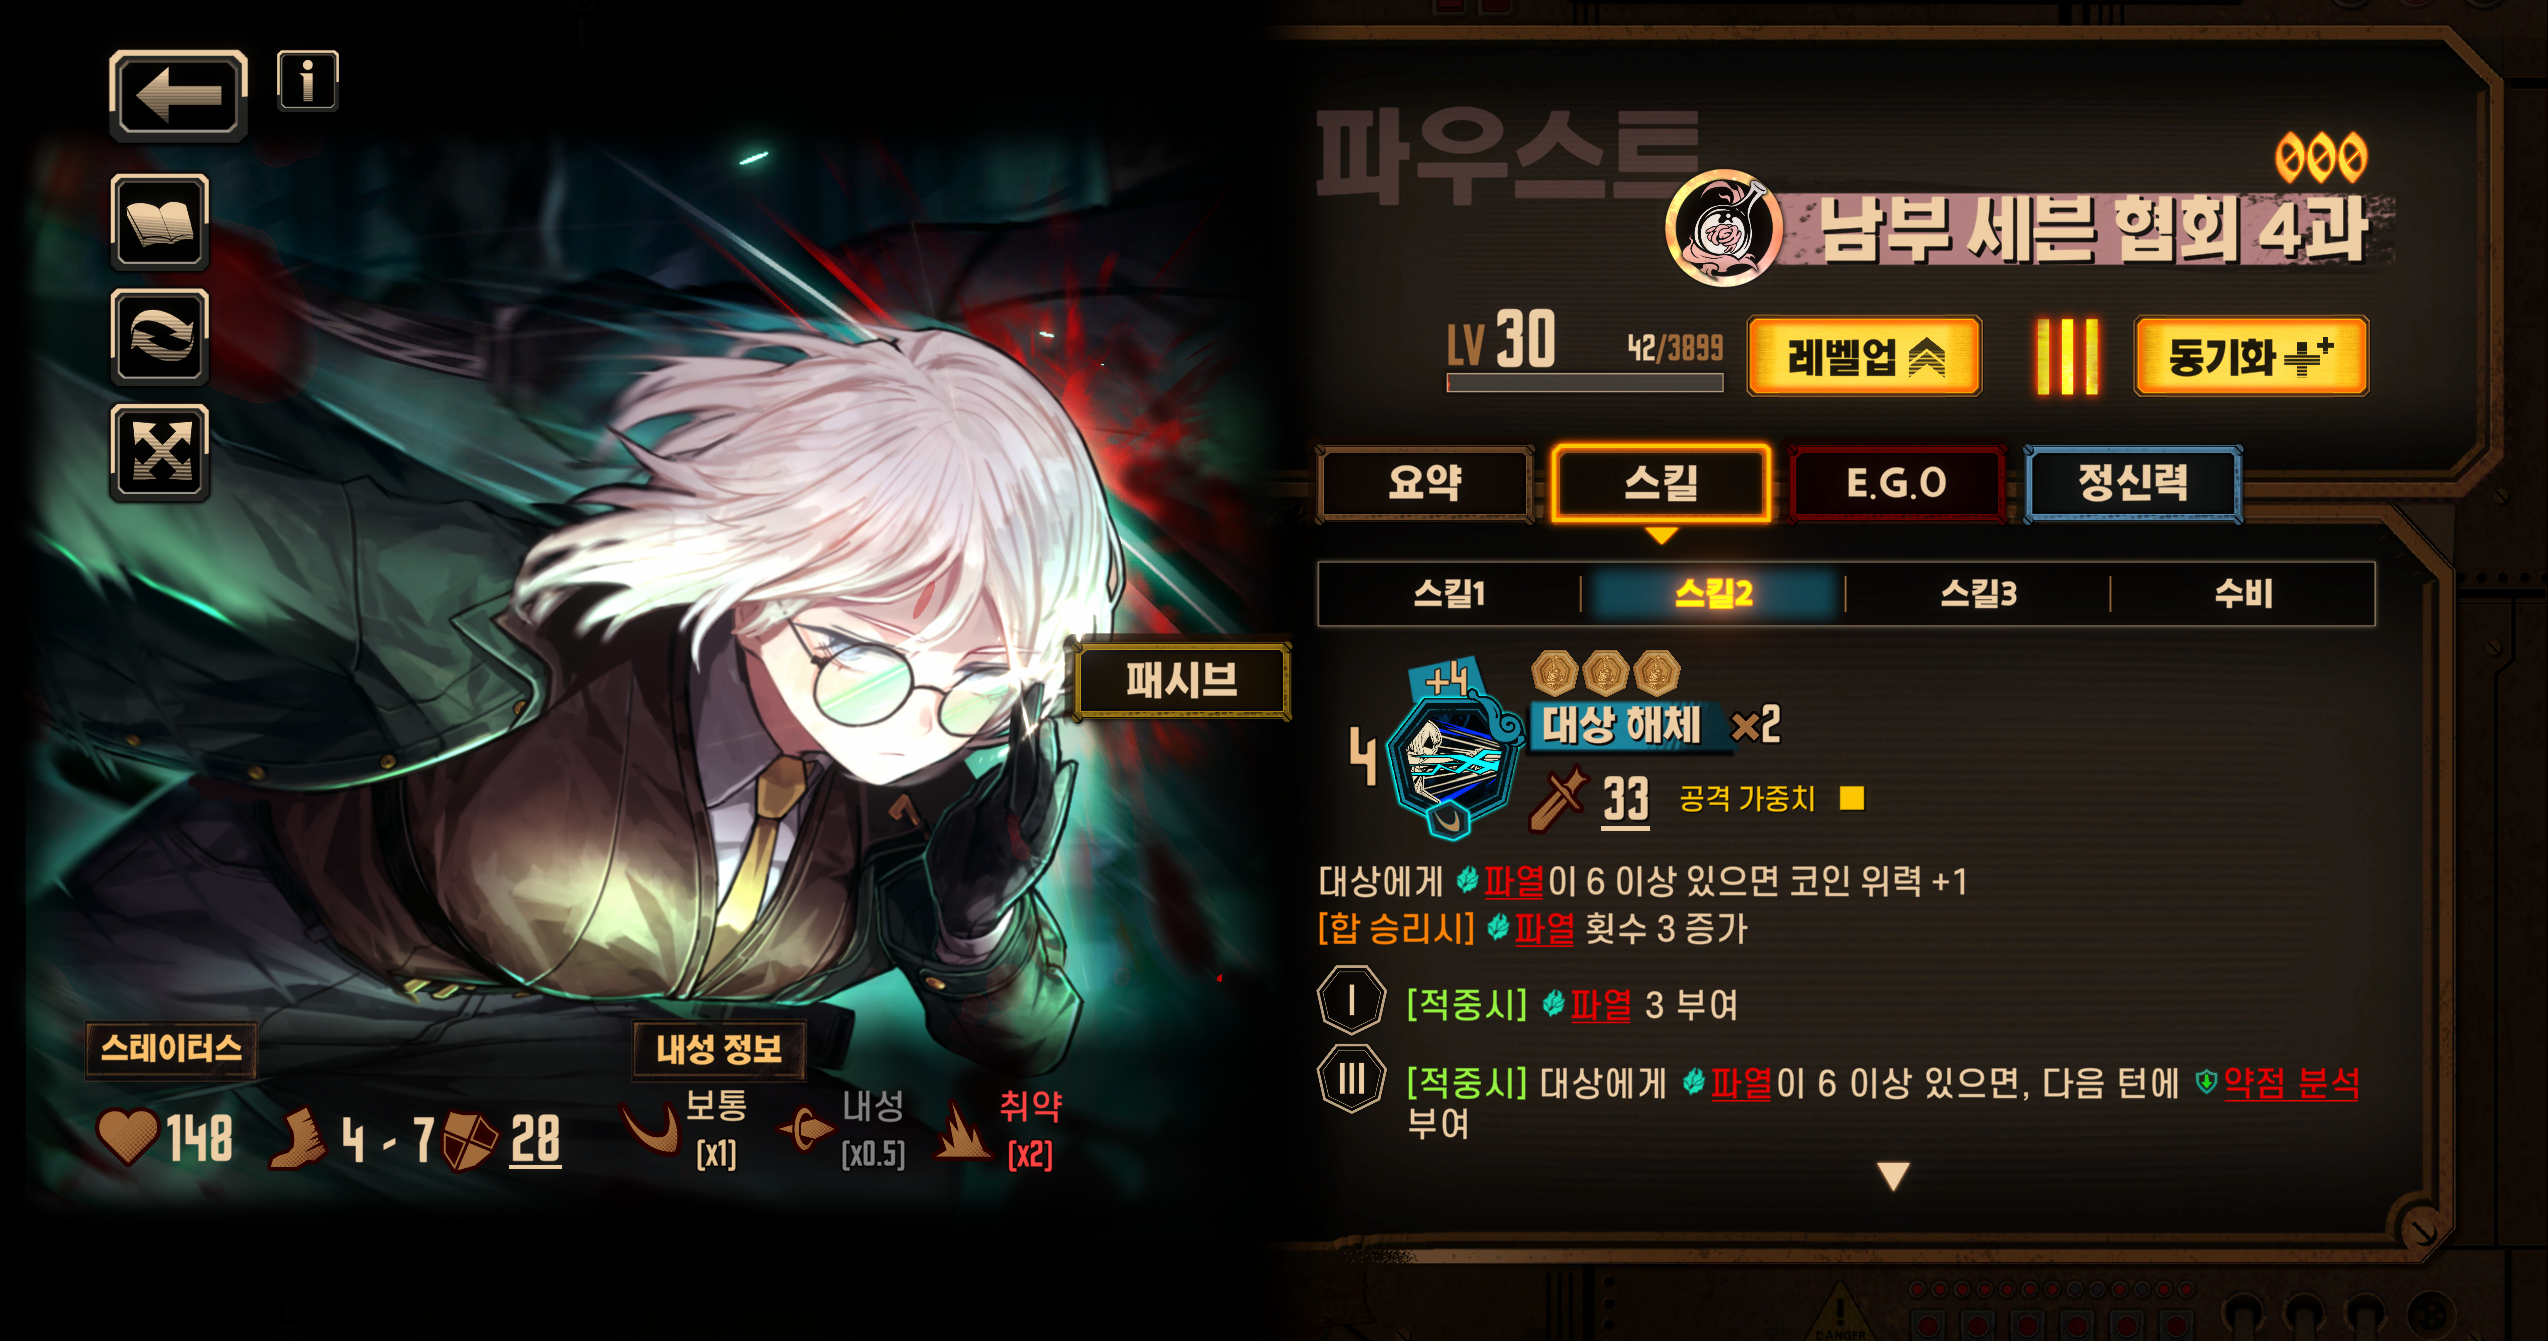 파우스트
남부 세븐 협회 4과
LV 30 42/3899 레벨업 동기화
요약 스킬 E.G.O 정신력
스킬1 스킬2 스킬3 수비
패시브
+4
4
대상 해체 ×2
33 공격 가중치
대상에게 파열이 6 이상 있으면 코인 위력 +1
[합 승리시] 파열 횟수 3 증가
I [적중시] 파열 3 부여
III [적중시] 대상에게 파열이 6 이상 있으면, 다음 턴에 약점 분석
부여
스테이터스
148 4 - 7 28
내성 정보
보통 내성 취약
[x1] [x0.5] [x2]
DANGER